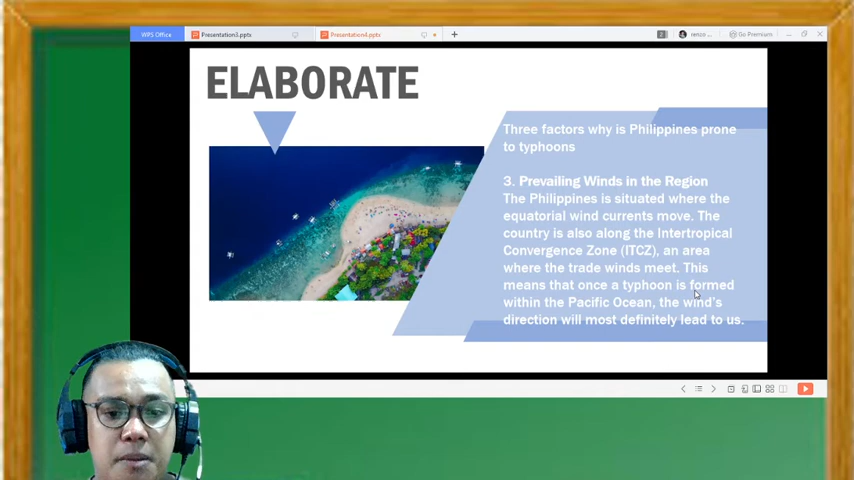 WPS Office
Presentation3.pptx
Presentation4.pptx
+
renco ...
Go Premium
ELABORATE
Three factors why is Philippines prone
to typhoons
3. Prevailing Winds in the Region
The Philippines is situated where the
equatorial wind currents move. The
country is also along the Intertropical
Convergence Zone (ITCZ), an area
where the trade winds meet. This
means that once a typhoon is formed
within the Pacific Ocean, the wind's
direction will most definitely lead to us.